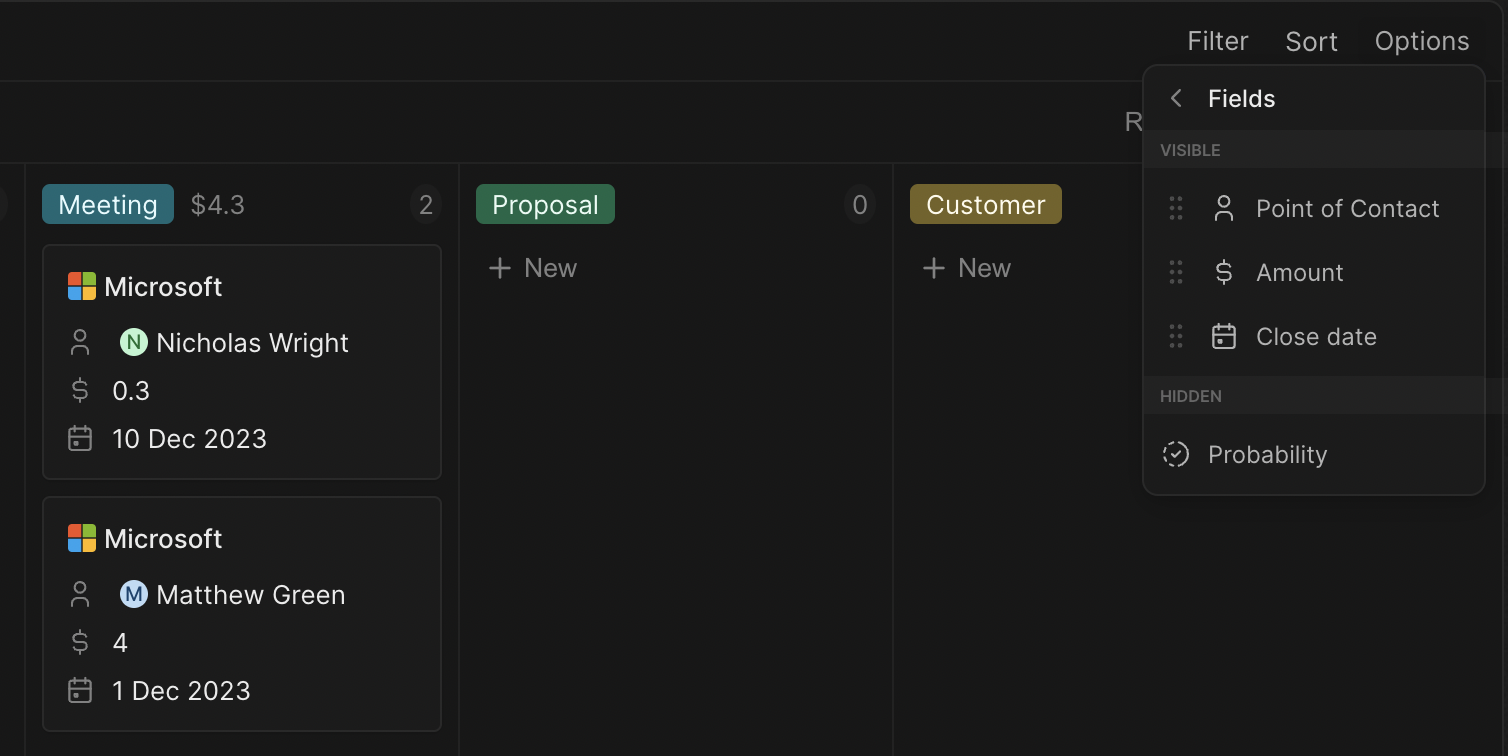 Filter Sort Options
Fields
R
VISIBLE
Point of Contact
Amount
Close date
HIDDEN
Probability
Meeting $4.3 2
Microsoft
N Nicholas Wright
0.3
10 Dec 2023
Microsoft
M Matthew Green
4
1 Dec 2023
Proposal 0
+ New
Customer
+ New